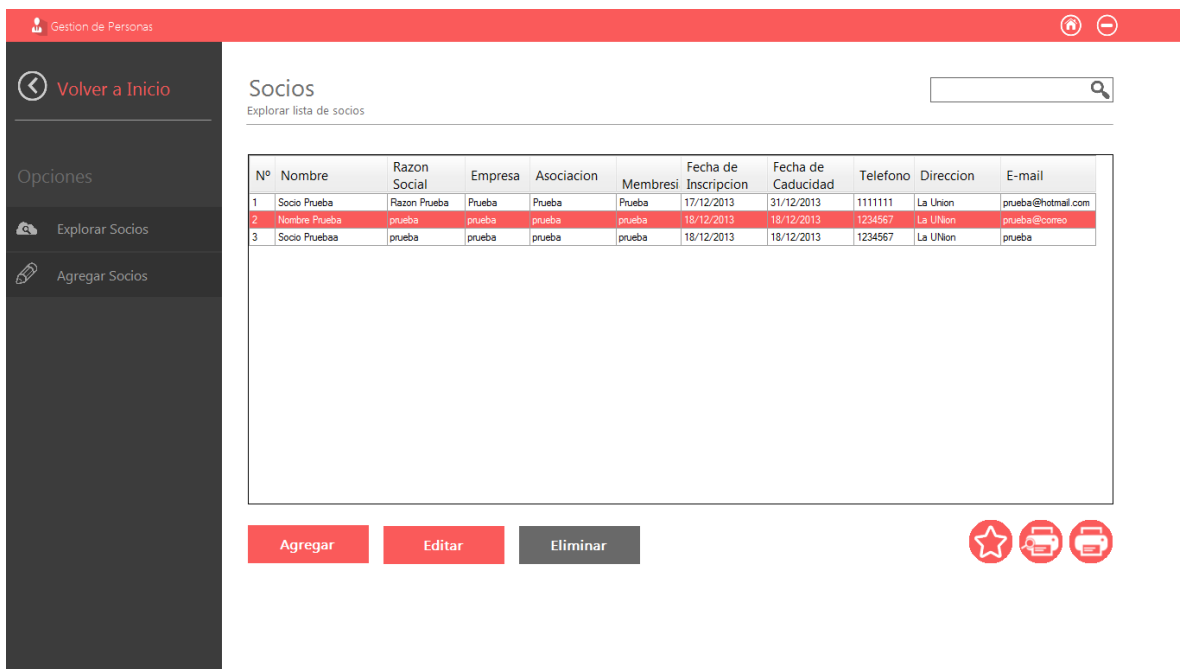 Gestion de Personas
Volver a Inicio
Opciones
Explorar Socios
Agregar Socios
Socios
Explorar lista de socios
Nº Nombre Razon Social Empresa Asociacion Membresi Fecha de Inscripcion Fecha de Caducidad Telefono Direccion E-mail
1 Socio Prueba Razon Prueba Prueba Prueba Prueba 17/12/2013 31/12/2013 1111111 La Union prueba@hotmail.com
2 Nombre Prueba prueba prueba prueba prueba 18/12/2013 18/12/2013 1234567 La UNion prueba@correo
3 Socio Pruebaa prueba prueba prueba prueba 18/12/2013 18/12/2013 1234567 La UNion prueba
Agregar Editar Eliminar